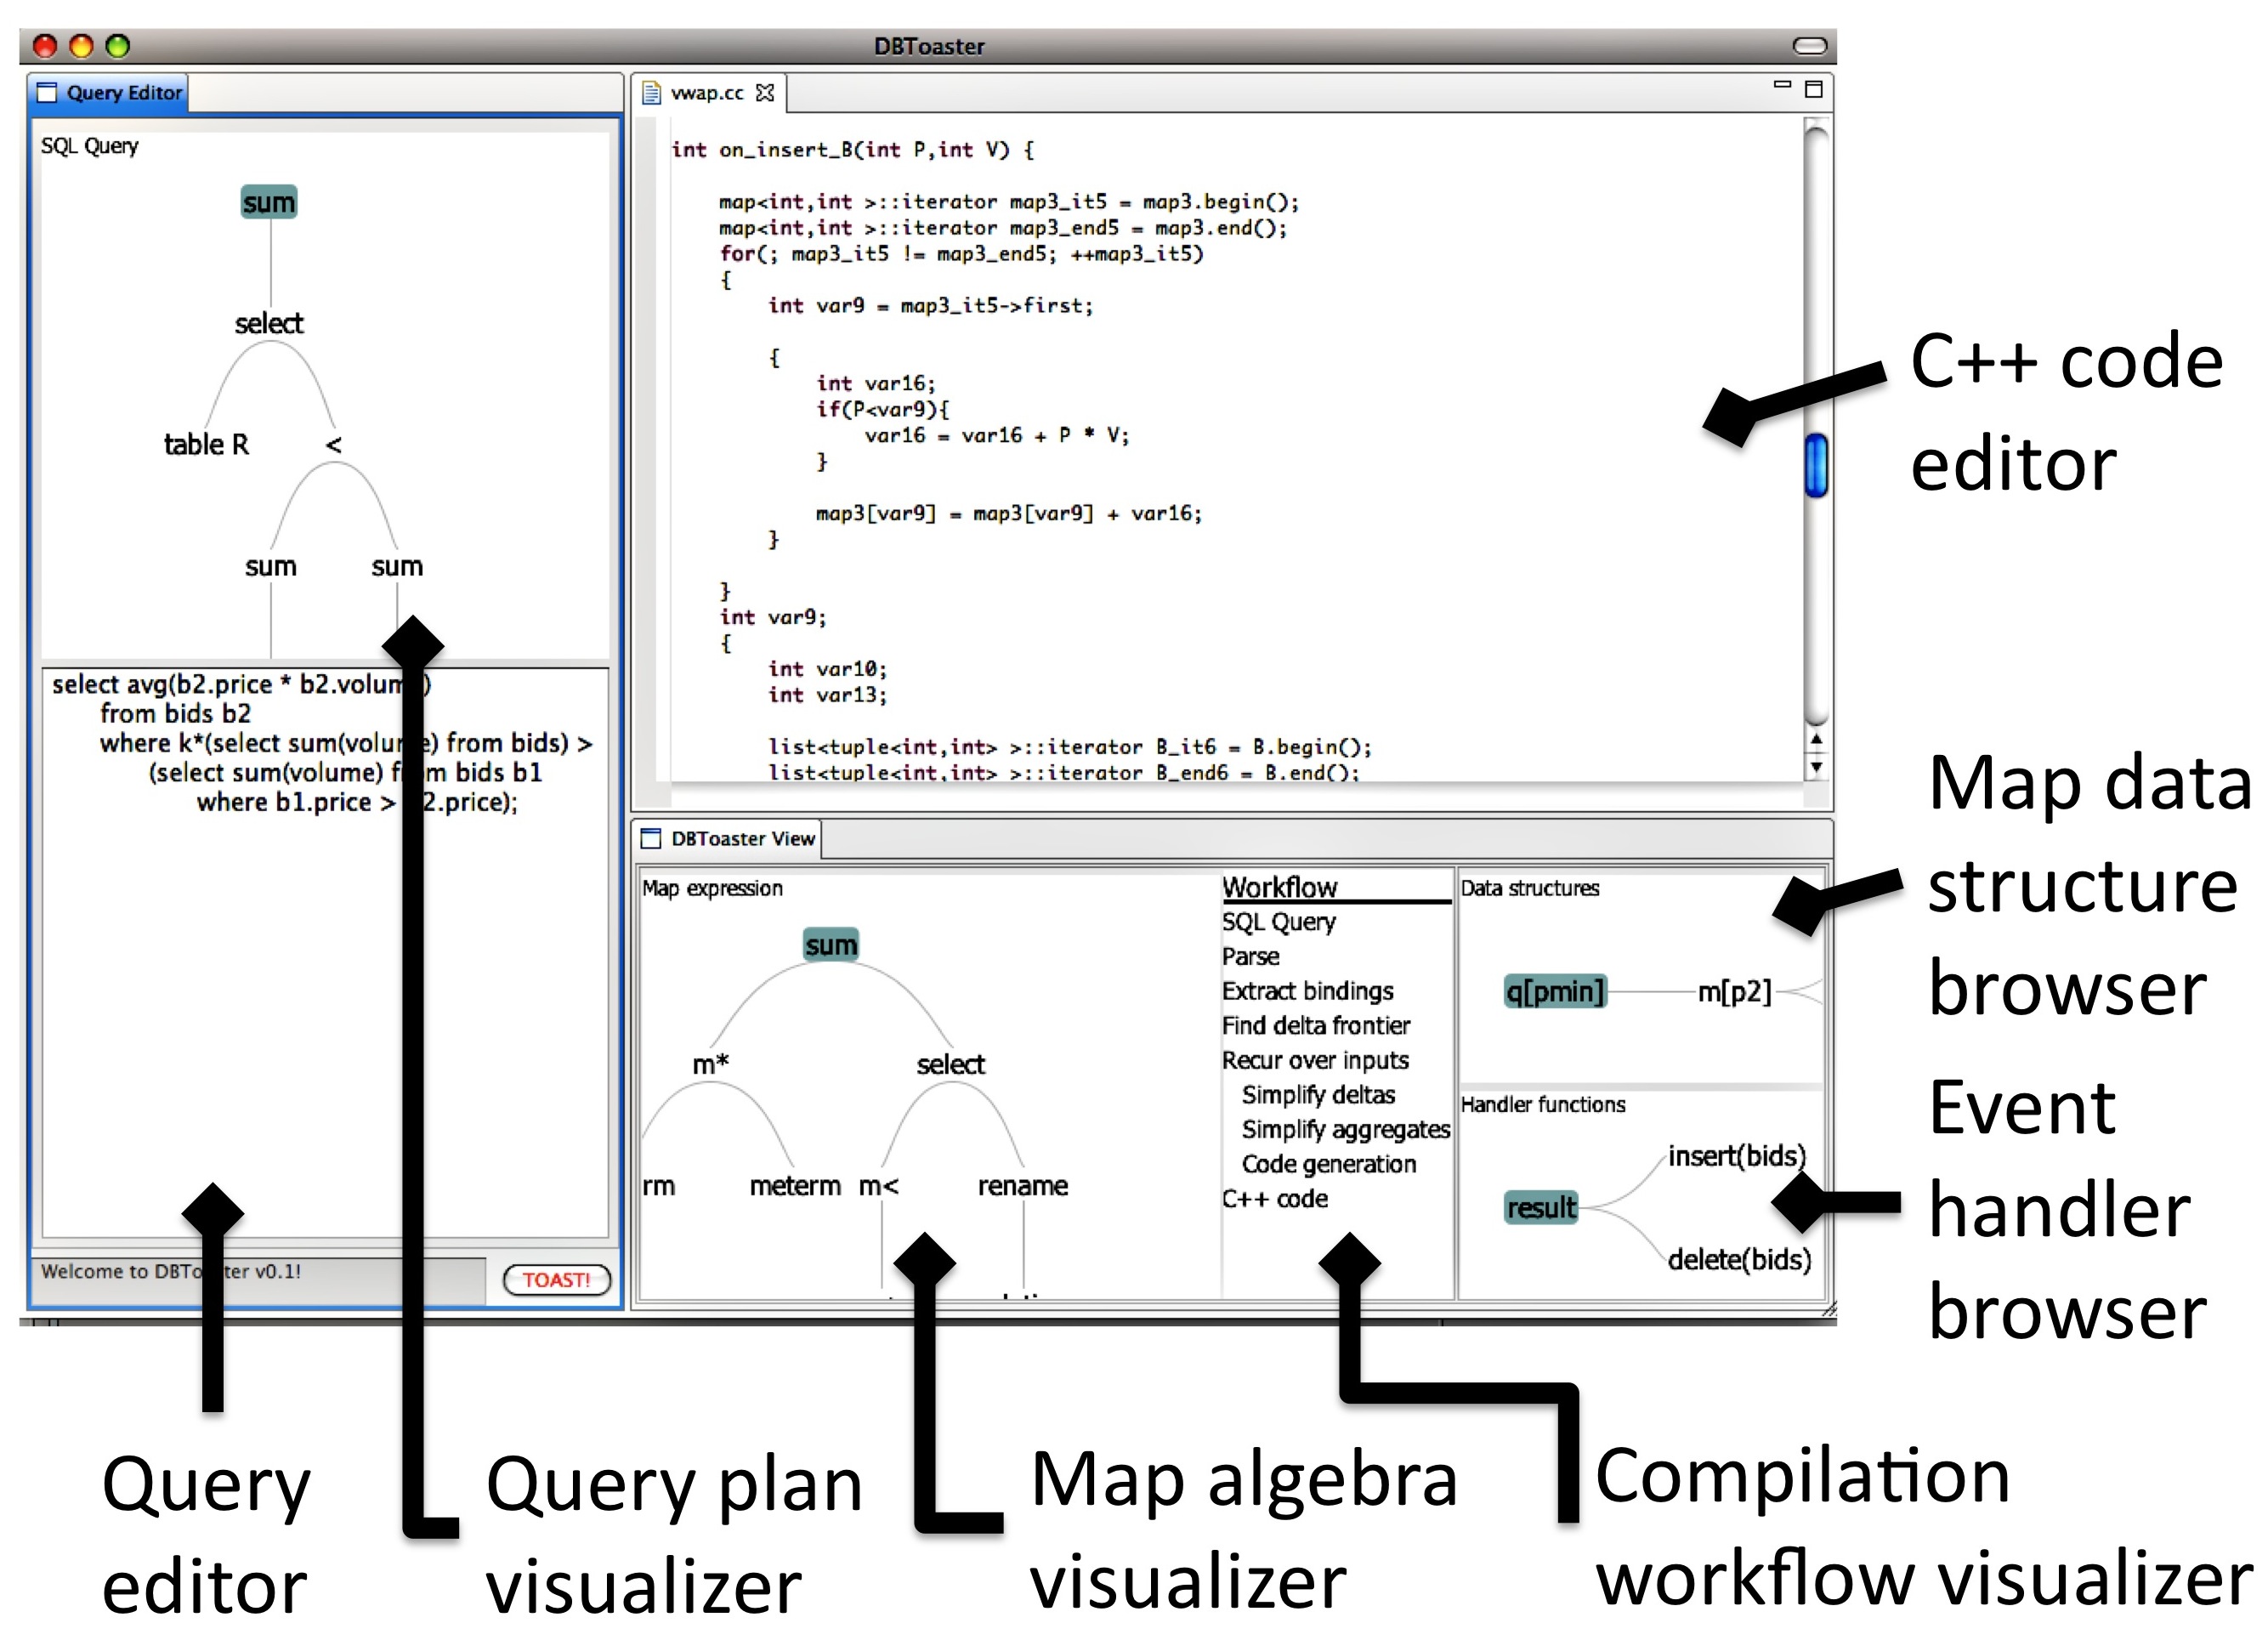 DBToaster
Query Editor
SQL Query
sum
select
table R
<
sum
sum
select avg(b2.price * b2.volum )
from bids b2
where k*(select sum(volu e) from bids) >
(select sum(volume) f m bids b1
where b1.price > 2.price);
Welcome to DBTo ter v0.1!
TOAST!
vwap.cc
int on_insert_B(int P,int V) {
map<int,int >::iterator map3_it5 = map3.begin();
map<int,int >::iterator map3_end5 = map3.end();
for(; map3_it5 != map3_end5; ++map3_it5)
{
int var9 = map3_it5->first;
{
int var16;
if(P<var9){
var16 = var16 + P * V;
}
map3[var9] = map3[var9] + var16;
}
}
int var9;
{
int var10;
int var13;
list<tuple<int,int> >::iterator B_it6 = B.begin();
list<tuple<int,int> >::iterator B_end6 = B.end();
DBToaster View
Map expression
sum
m*
select
rm
meterm
m<
rename
Workflow
SQL Query
Parse
Extract bindings
Find delta frontier
Recur over inputs
Simplify deltas
Simplify aggregates
Code generation
C++ code
Data structures
q[pmin]
m[p2]
Handler functions
insert(bids)
result
delete(bids)
C++ code
editor
Map data
structure
browser
Event
handler
browser
Query
editor
Query plan
visualizer
Map algebra
visualizer
Compilation
workflow visualizer